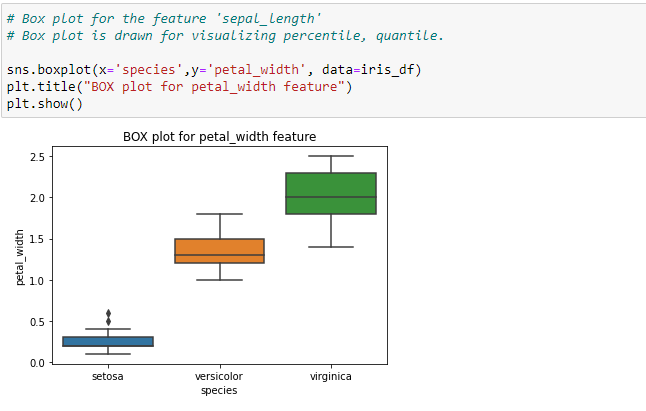 # Box plot for the feature 'sepal_length'
# Box plot is drawn for visualizing percentile, quantile.
sns.boxplot(x='species',y='petal_width', data=iris_df)
plt.title("BOX plot for petal_width feature")
plt.show()
BOX plot for petal_width feature
2.5
2.0
1.5
1.0
0.5
0.0
petal_width
setosa versicolor virginica
species